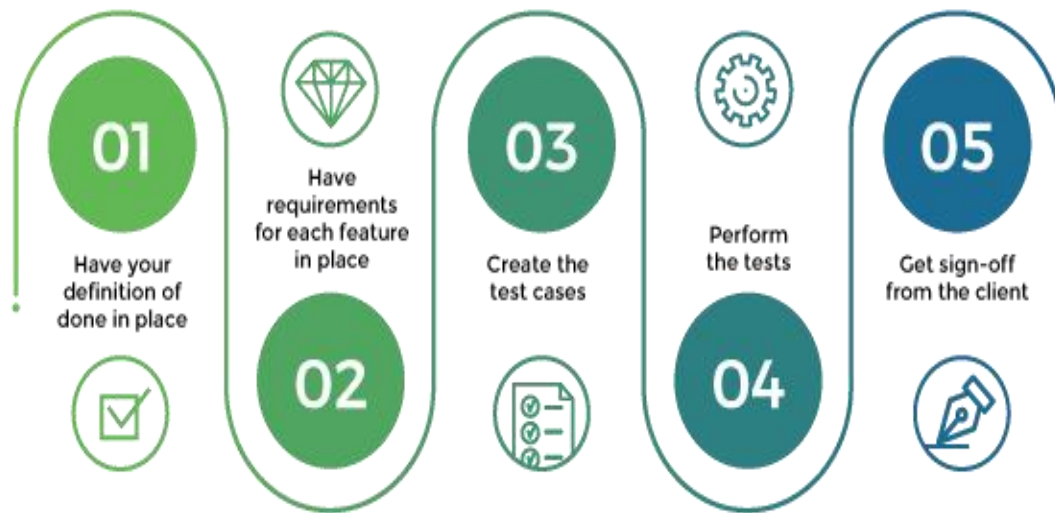 01
Have your
definition of
done in place
Have
requirements
for each feature
in place
02
03
Create the
test cases
Perform
the tests
04
05
Get sign-off
from the client